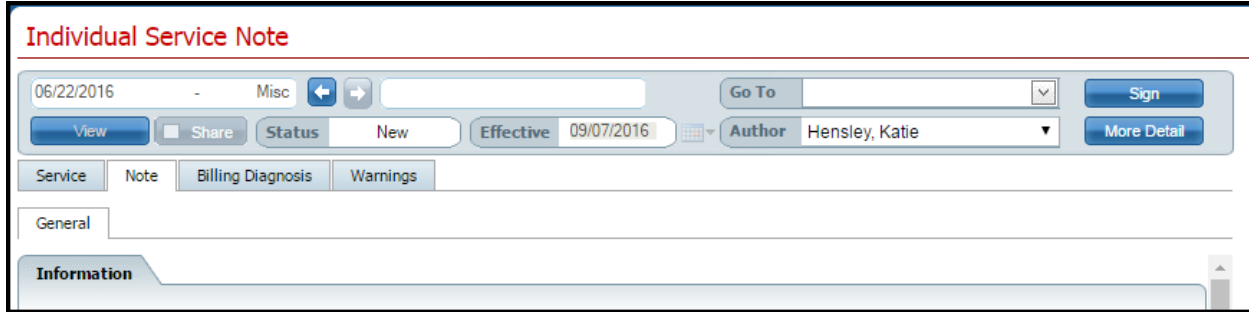 Individual Service Note
06/22/2016 - Misc Go To Sign
View Share Status New Effective 09/07/2016 Author Hensley, Katie More Detail
Service Note Billing Diagnosis Warnings
General
Information